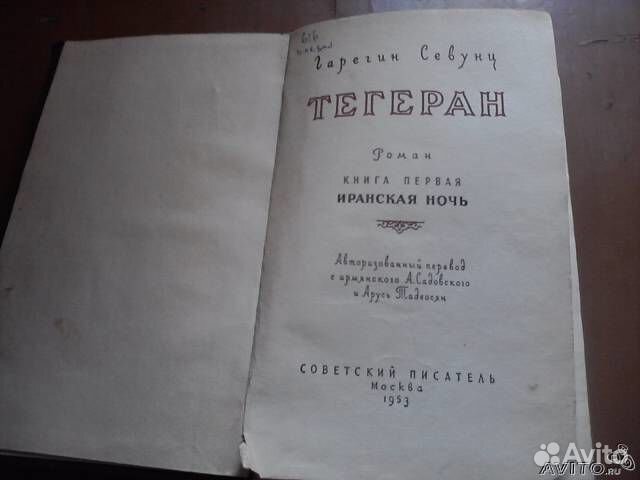 Гарегин Севунц
ТЕГЕРАН
Роман
КНИГА ПЕРВАЯ
ИРАНСКАЯ НОЧЬ
Авторизованный перевод
с армянского А. Садовского
и Арусь Тадеосян
СОВЕТСКИЙ ПИСАТЕЛЬ
Москва
1953
Avito
AVITO.RU